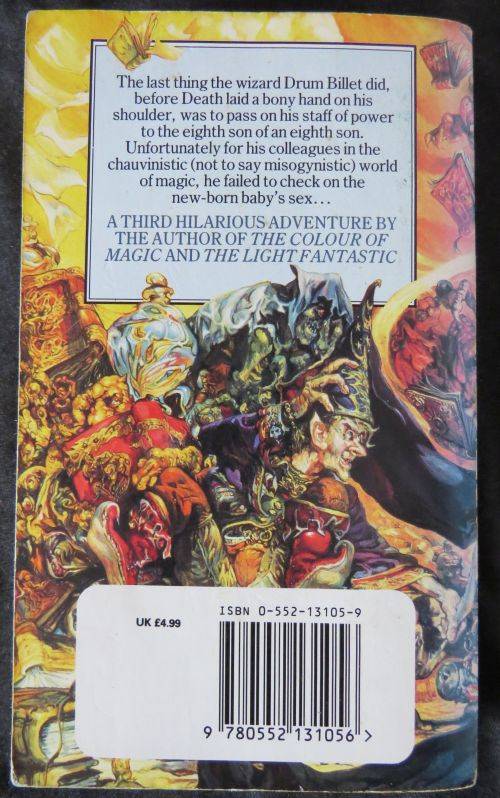 The last thing the wizard Drum Billet did,
before Death laid a bony hand on his
shoulder, was to pass on his staff of power
to the eighth son of an eighth son.
Unfortunately for his colleagues in the
chauvinistic (not to say misogynistic) world
of magic, he failed to check on the
new-born baby's sex...
A THIRD HILARIOUS ADVENTURE BY
THE AUTHOR OF THE COLOUR OF
MAGIC AND THE LIGHT FANTASTIC
UK £4.99
ISBN 0-552-13105-9
9 780552 131056 >